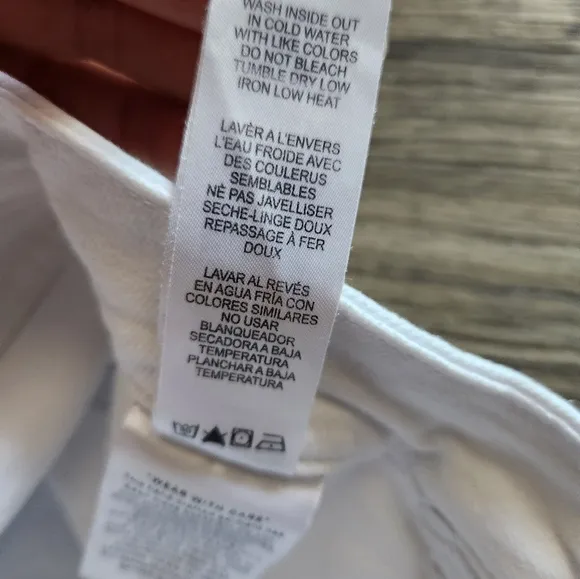 WASH INSIDE OUT
IN COLD WATER
WITH LIKE COLORS
DO NOT BLEACH
TUMBLE DRY LOW
IRON LOW HEAT
LAVÉR A L'ENVERS
L'EAU FROIDE AVEC
DES COULERUS
SEMBLABLES
NÉ PAS JAVELLISER
SECHE-LINGE DOUX
REPASSAGE À FER
DOUX
LAVAR AL REVÉS
EN AGUA FRÍA CON
COLORES SIMILARES
NO USAR
BLANQUEADOR
SECADORA A BAJA
TEMPERATURA
PLANCHAR A BAJA
TEMPERATURA
"WEAR WITH CARE"